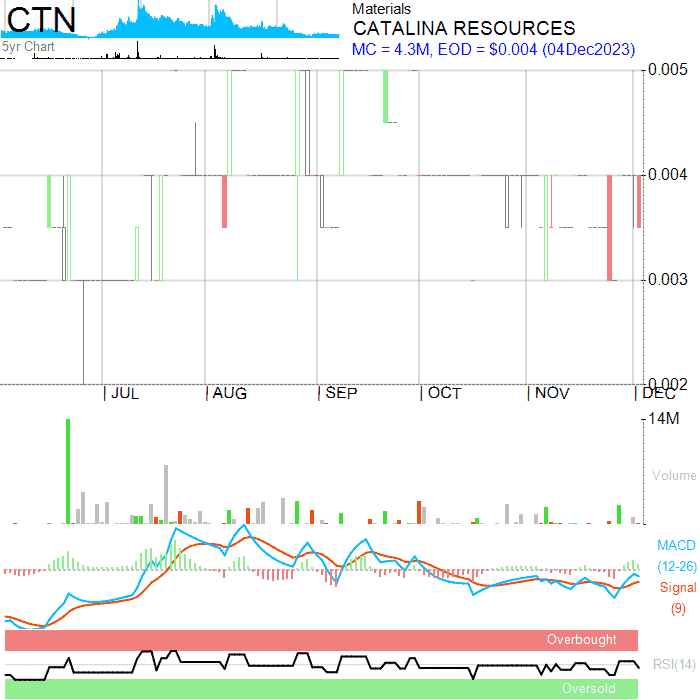 CTN
5yr Chart
Materials
CATALINA RESOURCES
MC = 4.3M, EOD = $0.004 (04Dec2023)
0.005
0.004
0.003
0.002
JUL AUG SEP OCT NOV DEC
14M
Volume
MACD
(12-26)
Signal
(9)
Overbought
RSI(14)
Oversold